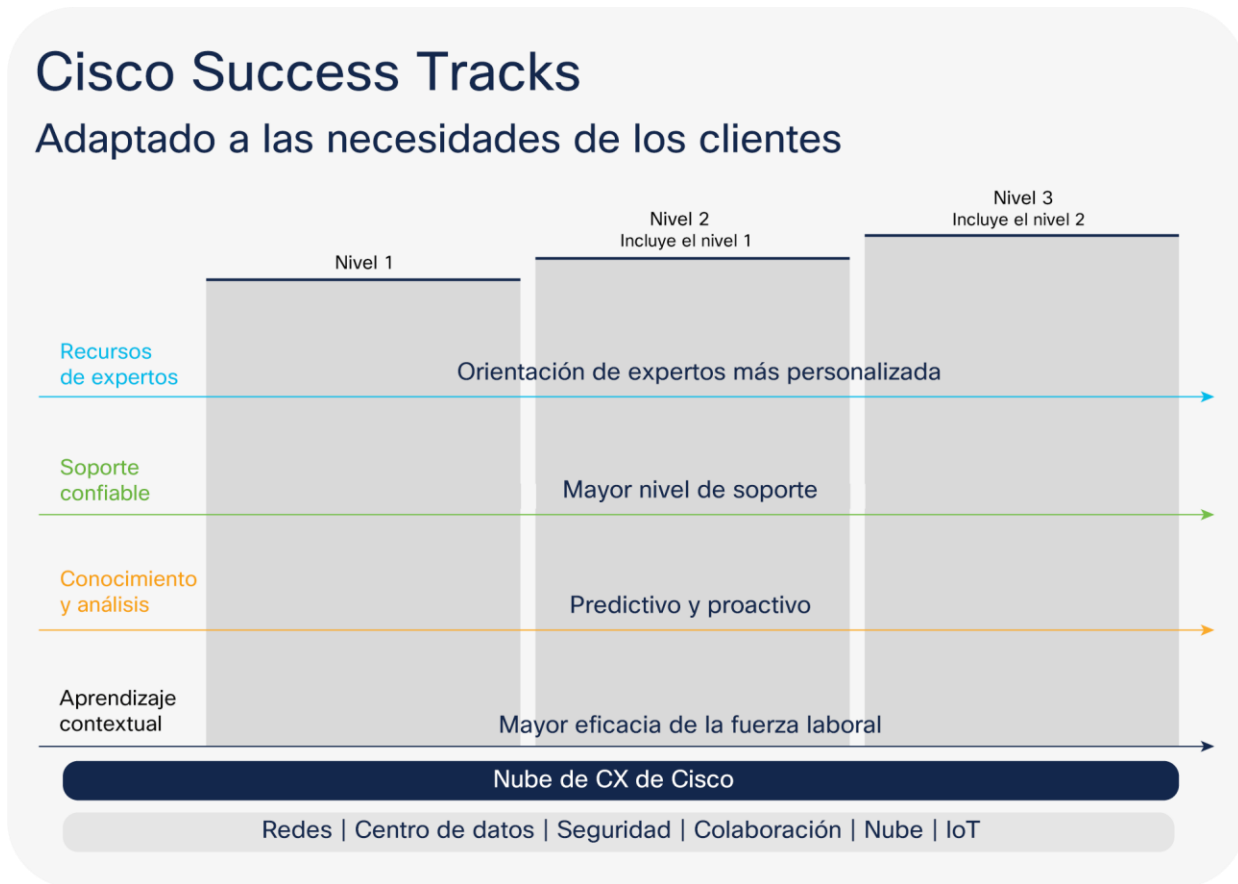 Cisco Success Tracks
Adaptado a las necesidades de los clientes
Nivel 1
Nivel 2
Incluye el nivel 1
Nivel 3
Incluye el nivel 2
Recursos
de expertos
Orientación de expertos más personalizada
Soporte
confiable
Mayor nivel de soporte
Conocimiento
y análisis
Predictivo y proactivo
Aprendizaje
contextual
Mayor eficacia de la fuerza laboral
Nube de CX de Cisco
Redes | Centro de datos | Seguridad | Colaboración | Nube | IoT